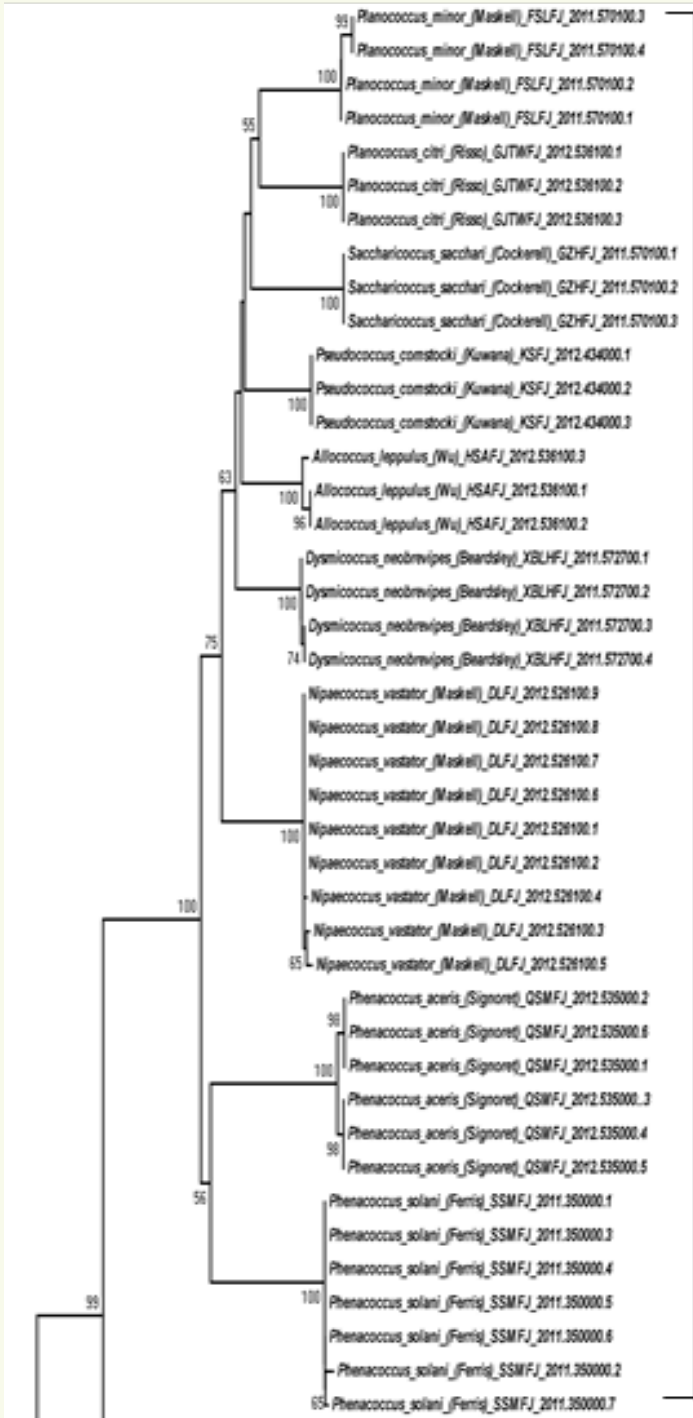 99
Planococcus_minor_(Maskell)_FSLFJ_2011.570100.3
Planococcus_minor_(Maskell)_FSLFJ_2011.570100.4
100
Planococcus_minor_(Maskell)_FSLFJ_2011.570100.2
Planococcus_minor_(Maskell)_FSLFJ_2011.570100.1
55
Planococcus_citri_(Risso)_GJTWFJ_2012.536100.1
Planococcus_citri_(Risso)_GJTWFJ_2012.536100.2
100
Planococcus_citri_(Risso)_GJTWFJ_2012.536100.3
Saccharicoccus_sacchari_(Cockerell)_GZHFJ_2011.570100.1
Saccharicoccus_sacchari_(Cockerell)_GZHFJ_2011.570100.2
100
Saccharicoccus_sacchari_(Cockerell)_GZHFJ_2011.570100.3
Pseudococcus_comstocki_(Kuwana)_KSFJ_2012.434000.1
Pseudococcus_comstocki_(Kuwana)_KSFJ_2012.434000.2
100
Pseudococcus_comstocki_(Kuwana)_KSFJ_2012.434000.3
Allococcus_leppulus_(Wu)_HSAFJ_2012.536100.3
63
100
Allococcus_leppulus_(Wu)_HSAFJ_2012.536100.1
96
Allococcus_leppulus_(Wu)_HSAFJ_2012.536100.2
Dysmicoccus_neobrevipes_(Beardsley)_XBLHFJ_2011.572700.1
Dysmicoccus_neobrevipes_(Beardsley)_XBLHFJ_2011.572700.2
100
Dysmicoccus_neobrevipes_(Beardsley)_XBLHFJ_2011.572700.3
75
74
Dysmicoccus_neobrevipes_(Beardsley)_XBLHFJ_2011.572700.4
Nipaecoccus_vastator_(Maskell)_DLFJ_2012.526100.9
Nipaecoccus_vastator_(Maskell)_DLFJ_2012.526100.8
Nipaecoccus_vastator_(Maskell)_DLFJ_2012.526100.7
Nipaecoccus_vastator_(Maskell)_DLFJ_2012.526100.6
Nipaecoccus_vastator_(Maskell)_DLFJ_2012.526100.1
100
Nipaecoccus_vastator_(Maskell)_DLFJ_2012.526100.2
Nipaecoccus_vastator_(Maskell)_DLFJ_2012.526100.4
100
Nipaecoccus_vastator_(Maskell)_DLFJ_2012.526100.3
65
Nipaecoccus_vastator_(Maskell)_DLFJ_2012.526100.5
Phenacoccus_aceris_(Signoret)_QSMFJ_2012.535000.2
98
Phenacoccus_aceris_(Signoret)_QSMFJ_2012.535000.6
100
Phenacoccus_aceris_(Signoret)_QSMFJ_2012.535000.1
Phenacoccus_aceris_(Signoret)_QSMFJ_2012.535000..3
Phenacoccus_aceris_(Signoret)_QSMFJ_2012.535000.4
98
Phenacoccus_aceris_(Signoret)_QSMFJ_2012.535000.5
56
Phenacoccus_solani_(Ferris)_SSMFJ_2011.350000.1
Phenacoccus_solani_(Ferris)_SSMFJ_2011.350000.3
Phenacoccus_solani_(Ferris)_SSMFJ_2011.350000.4
100
99
Phenacoccus_solani_(Ferris)_SSMFJ_2011.350000.5
Phenacoccus_solani_(Ferris)_SSMFJ_2011.350000.6
Phenacoccus_solani_(Ferris)_SSMFJ_2011.350000.2
65
Phenacoccus_solani_(Ferris)_SSMFJ_2011.350000.7